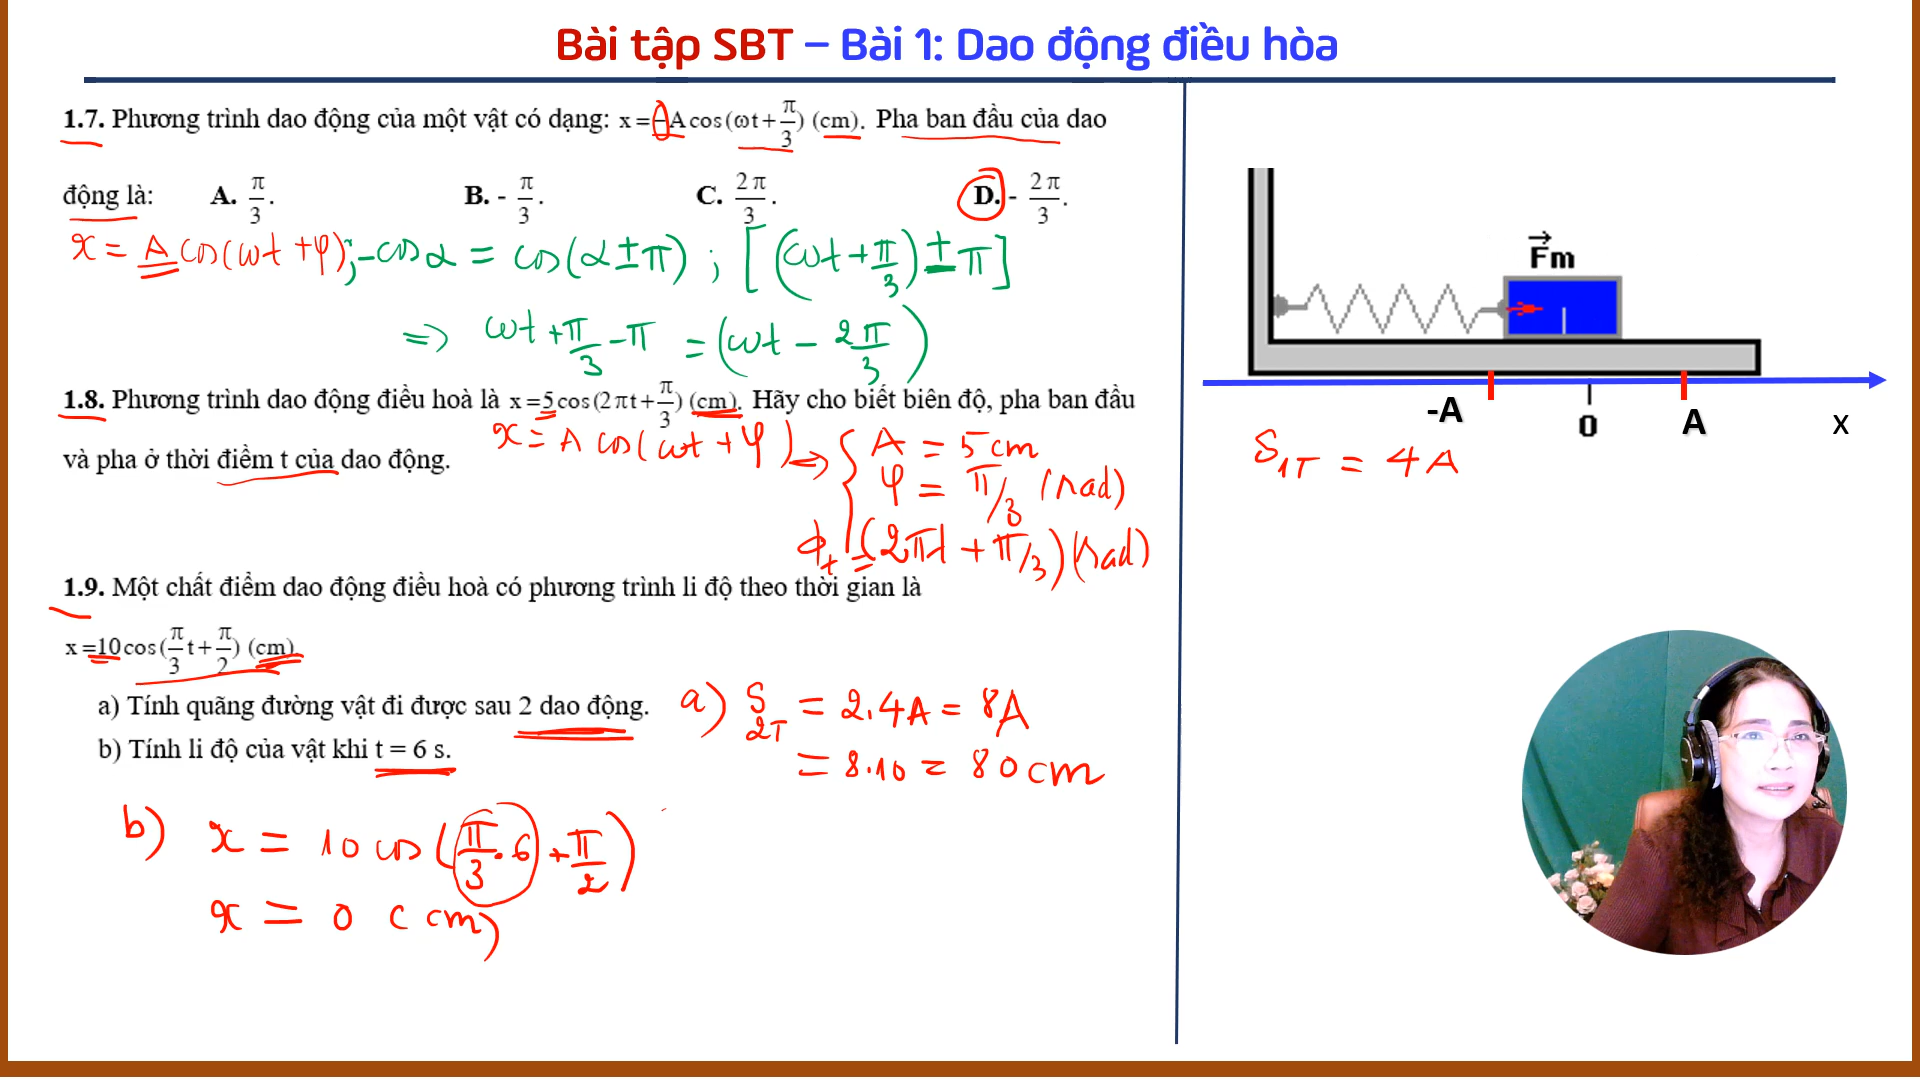 Bài tập SBT – Bài 1: Dao động điều hòa
1.7. Phương trình dao động của một vật có dạng: x = –A cos(ωt + π/3) (cm). Pha ban đầu của dao
động là: A. π/3. B. - π/3. C. 2π/3. D. - 2π/3.
x = A cos(ωt + φ); –cos α = cos(α ± π) ; [(ωt + π/3) ± π]
=> ωt + π/3 – π = (ωt – 2π/3)
1.8. Phương trình dao động điều hoà là x = 5cos(2πt + π/3) (cm). Hãy cho biết biên độ, pha ban đầu
và pha ở thời điểm t của dao động.
x = A cos(ωt + φ) => { A = 5 cm
φ = π/3 (rad)
ϕt = (2πt + π/3) (rad)
1.9. Một chất điểm dao động điều hoà có phương trình li độ theo thời gian là
x = 10cos(π/3 t + π/2) (cm).
a) Tính quãng đường vật đi được sau 2 dao động.
b) Tính li độ của vật khi t = 6 s.
a) S2T = 2.4A = 8A
= 8.10 = 80 cm
b) x = 10 cos(π/3 . 6 + π/2)
x = 0 (cm)
Fm
-A 0 A x
S1T = 4A